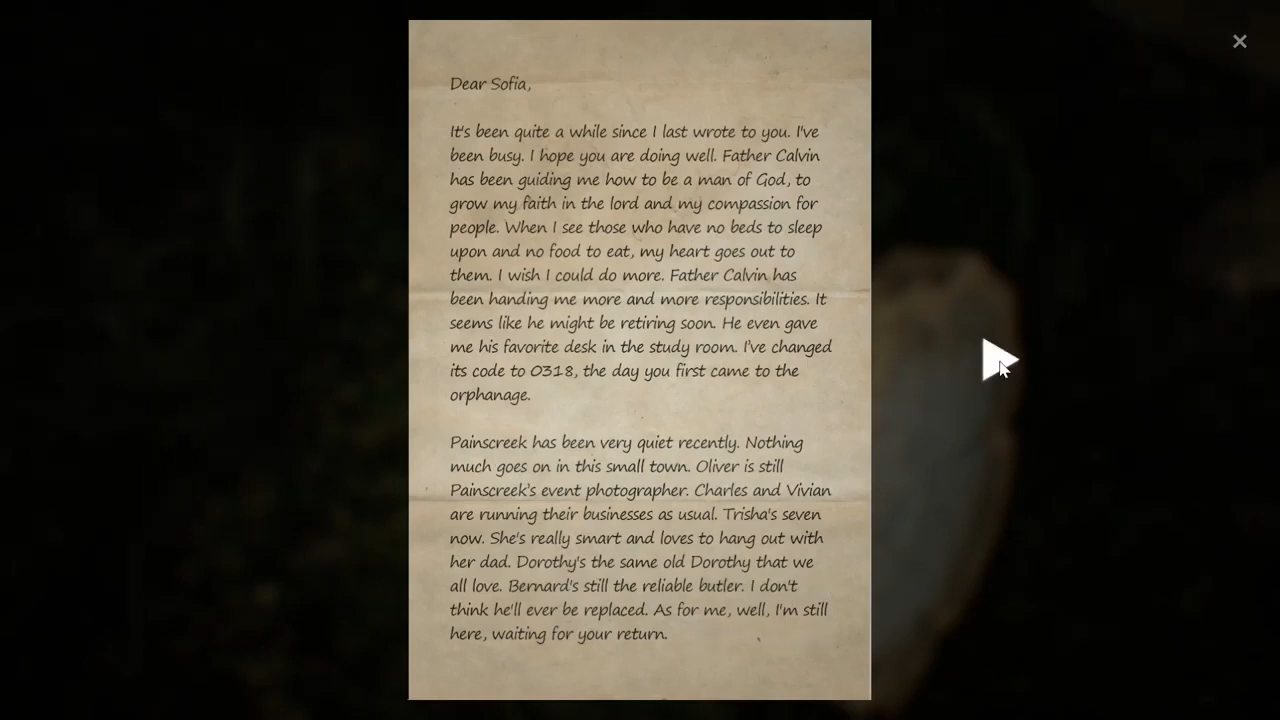 Dear Sofia,
It's been quite a while since I last wrote to you. I've
been busy. I hope you are doing well. Father Calvin
has been guiding me how to be a man of God, to
grow my faith in the lord and my compassion for
people. When I see those who have no beds to sleep
upon and no food to eat, my heart goes out to
them. I wish I could do more. Father Calvin has
been handing me more and more responsibilities. It
seems like he might be retiring soon. He even gave
me his favorite desk in the study room. I've changed
its code to 0318, the day you first came to the
orphanage.
Painscreek has been very quiet recently. Nothing
much goes on in this small town. Oliver is still
Painscreek's event photographer. Charles and Vivian
are running their businesses as usual. Trisha's seven
now. She's really smart and loves to hang out with
her dad. Dorothy's the same old Dorothy that we
all love. Bernard's still the reliable butler. I don't
think he'll ever be replaced. As for me, well, I'm still
here, waiting for your return.